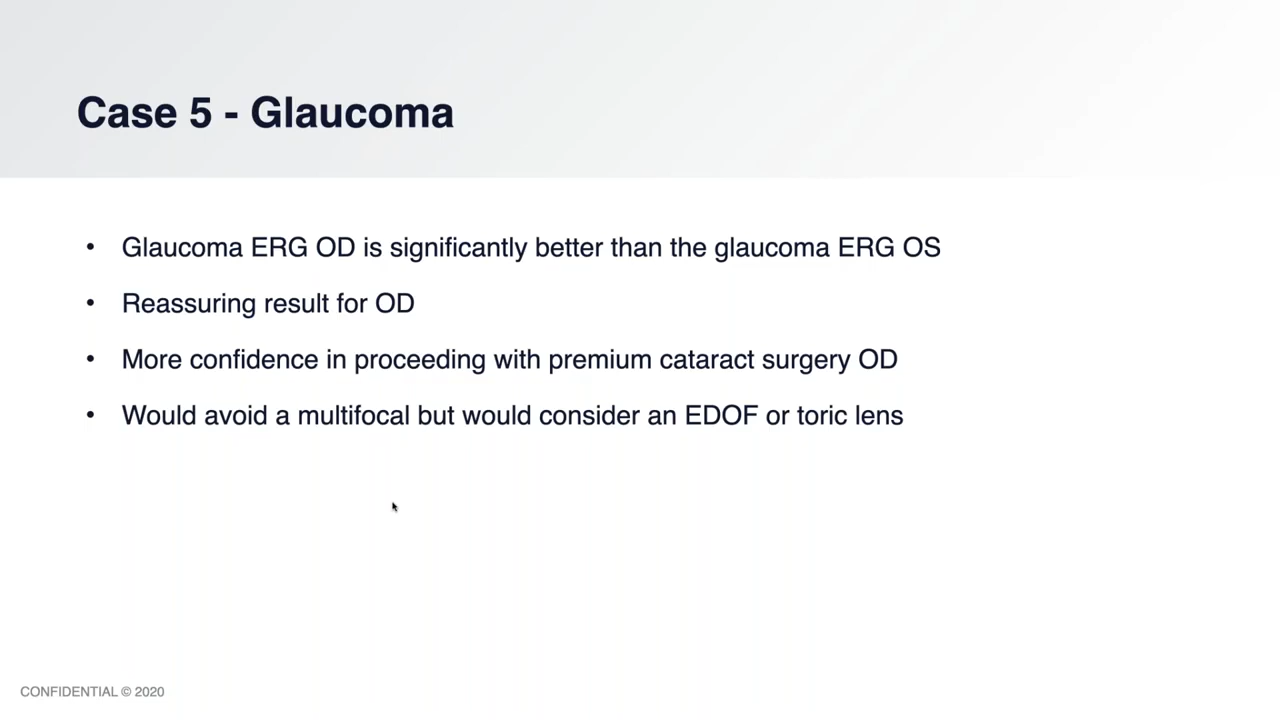 Case 5 - Glaucoma
• Glaucoma ERG OD is significantly better than the glaucoma ERG OS
• Reassuring result for OD
• More confidence in proceeding with premium cataract surgery OD
• Would avoid a multifocal but would consider an EDOF or toric lens
CONFIDENTIAL © 2020